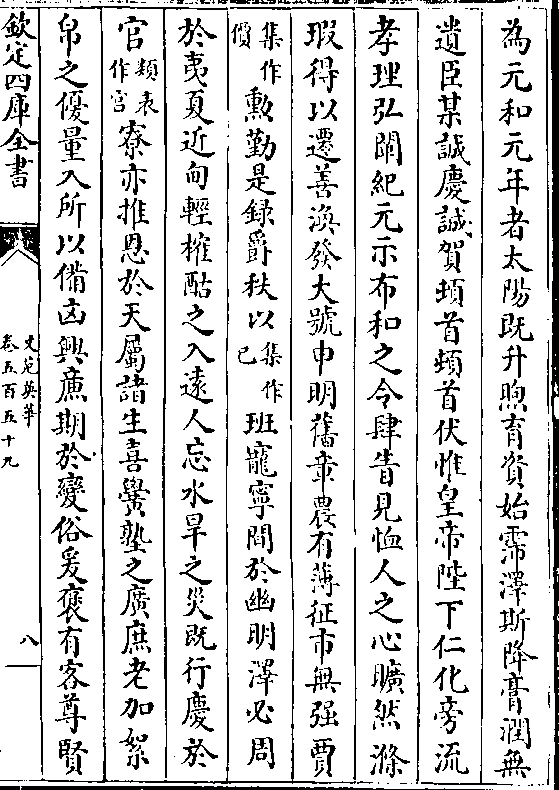 為元和元年者太陽既升煦育資始霈澤斯降膏潤無
遺臣某誠慶誠賀頓首頓首伏惟皇帝陛下仁化旁流
孝理弘闡紀元示布和之令肆眚見恤人之心曠然滌
瑕得以遷善渙發大號申明舊章農有薄征市無强賈
集作價勲勤是録爵秩以集作已班寵寧間於幽明澤必周
於夷夏近甸輕榷酤之入遠人忘水旱之災既行慶於
官類表作宫寮亦推恩於天屬諸生喜黌塾之廣庶老加絮
帛之優量入所以備凶興廉期於變俗爰褒有客尊賢
欽定四庫全書
文苑英華
卷五百五十九
八